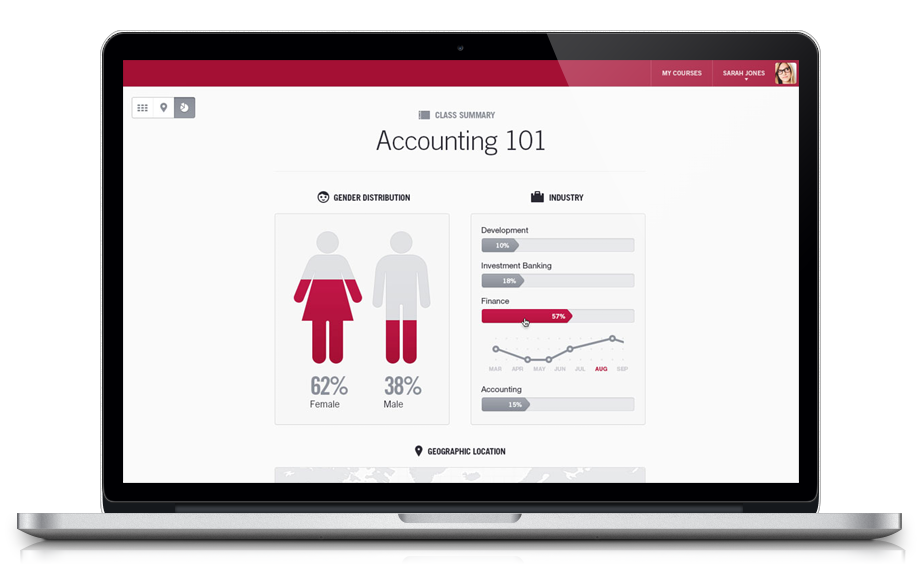 MY COURSES
SARAH JONES
CLASS SUMMARY
Accounting 101
GENDER DISTRIBUTION
62%
Female
38%
Male
INDUSTRY
Development
10%
Investment Banking
18%
Finance
57%
MAR APR MAY JUN JUL AUG SEP
Accounting
15%
GEOGRAPHIC LOCATION